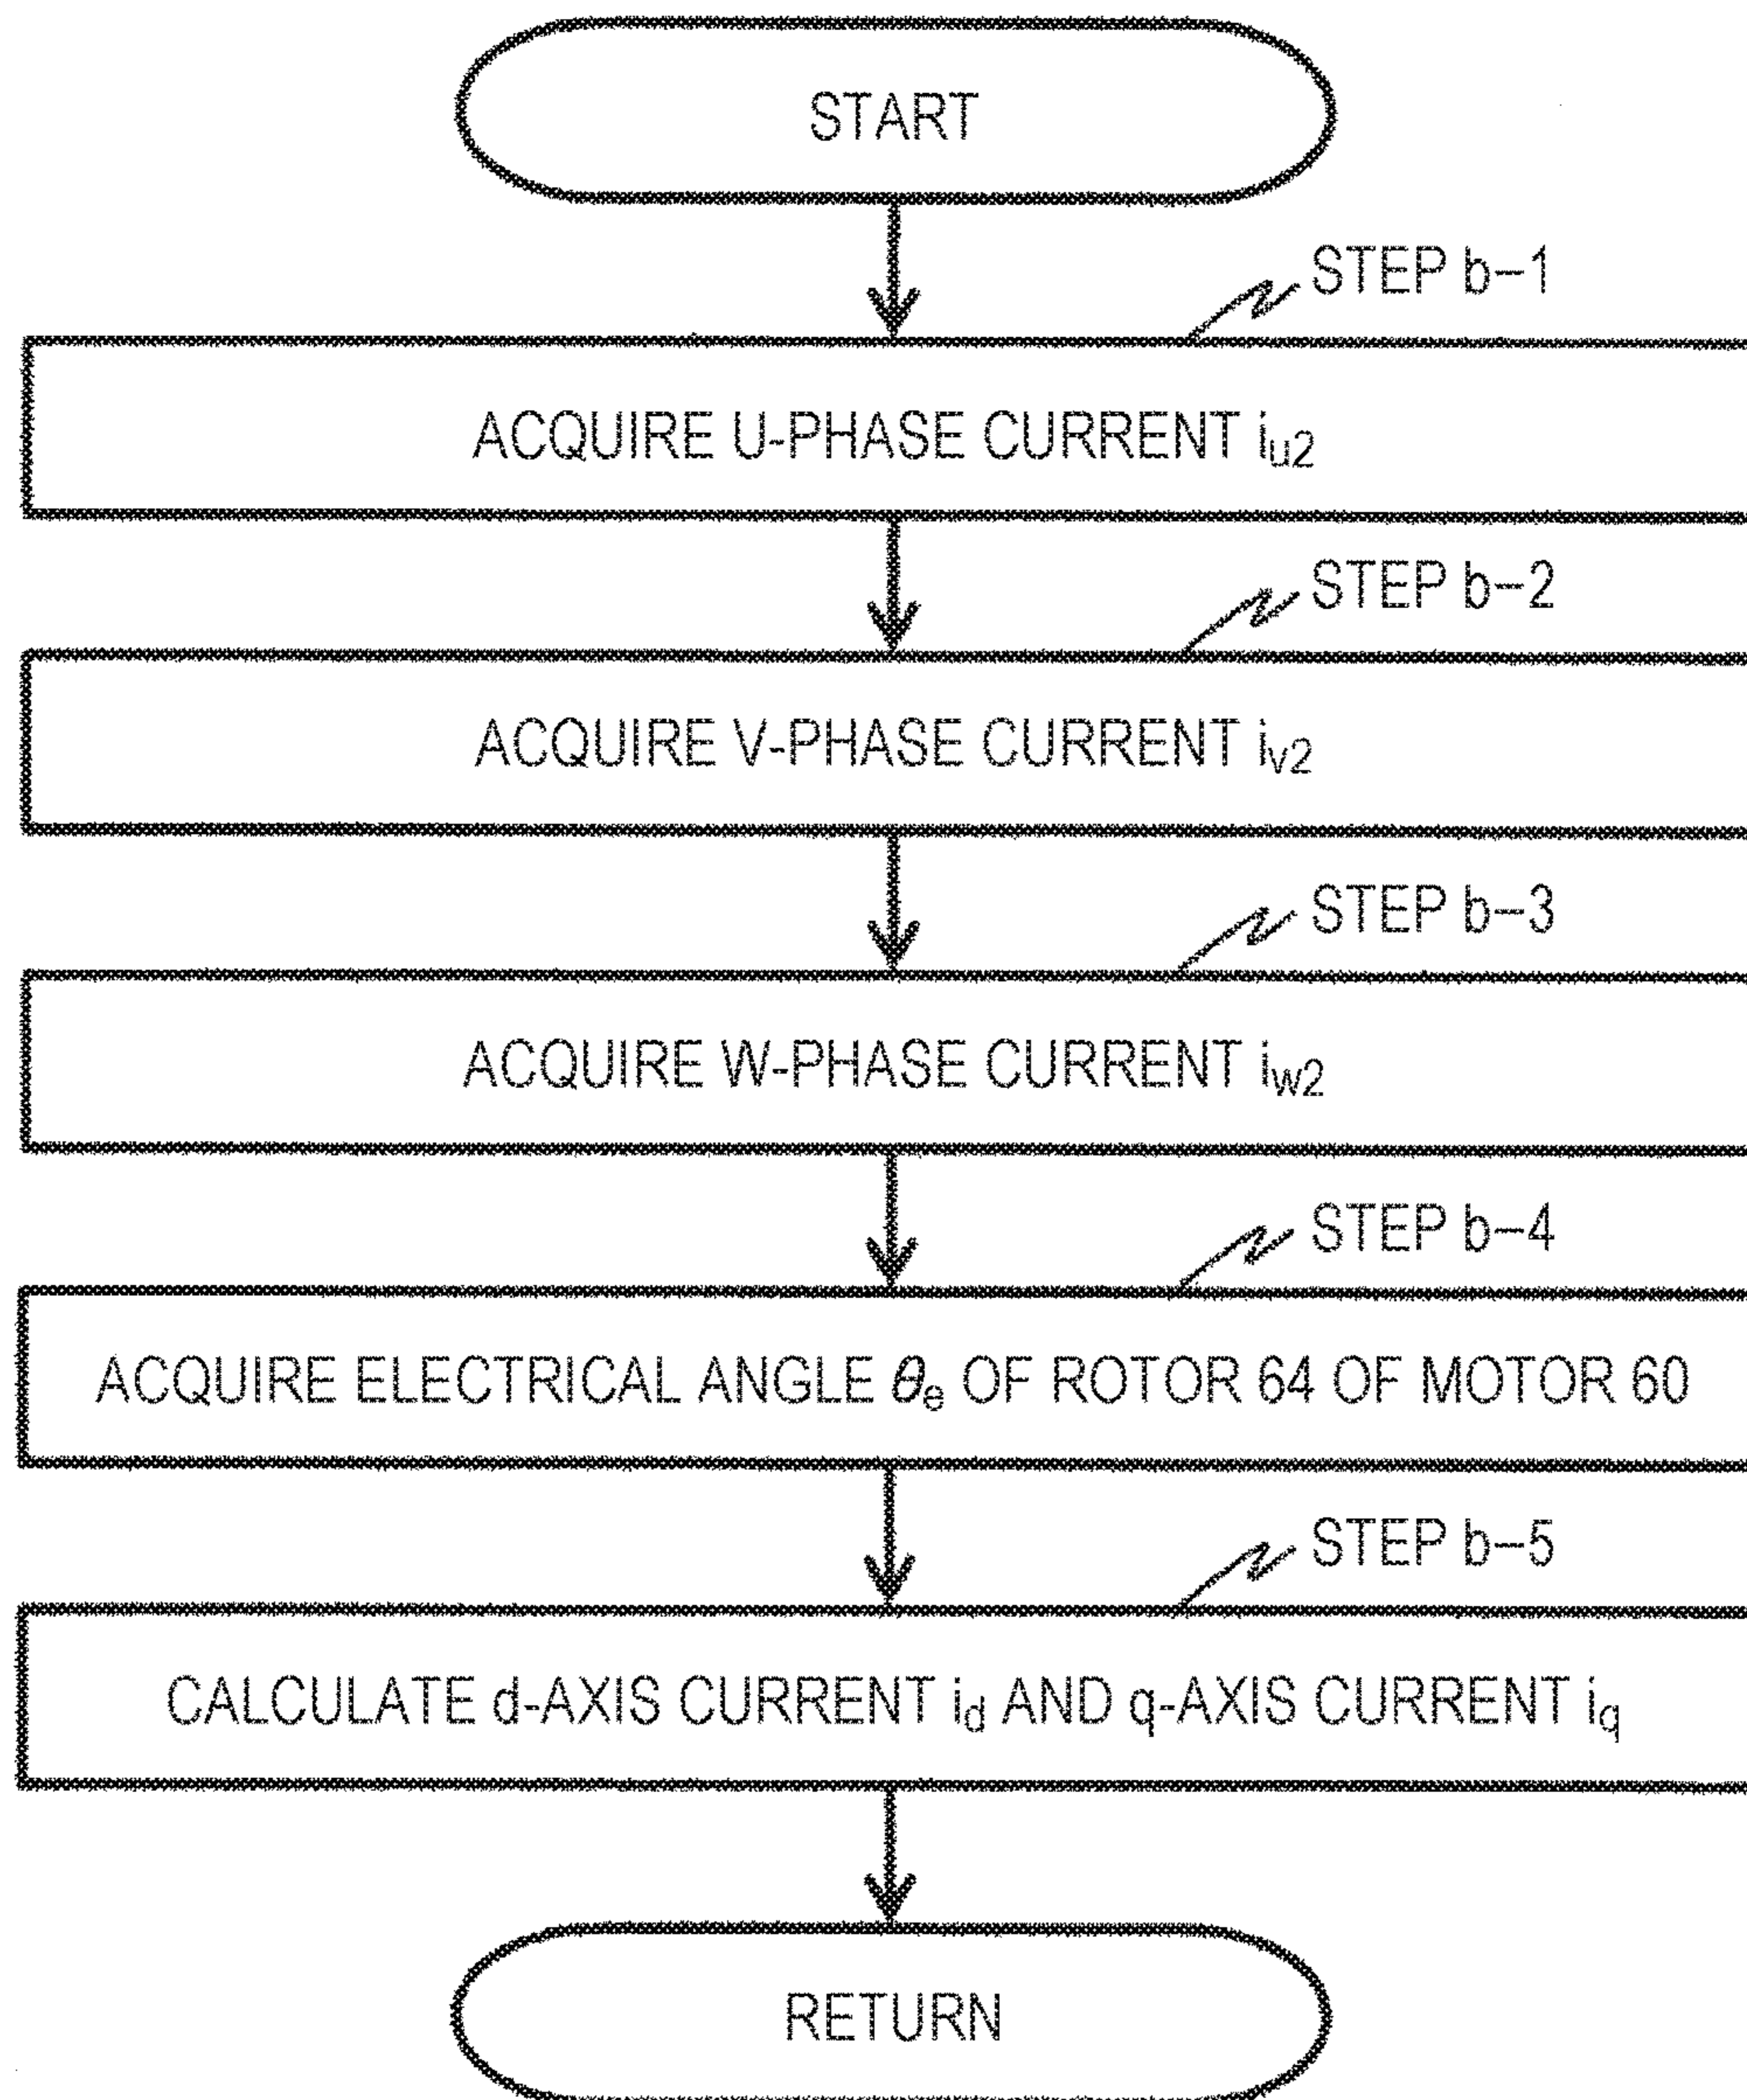 START
STEP b-1
ACQUIRE U-PHASE CURRENT iu2
STEP b-2
ACQUIRE V-PHASE CURRENT iv2
STEP b-3
ACQUIRE W-PHASE CURRENT iw2
STEP b-4
ACQUIRE ELECTRICAL ANGLE θe OF ROTOR 64 OF MOTOR 60
STEP b-5
CALCULATE d-AXIS CURRENT id AND q-AXIS CURRENT iq
RETURN